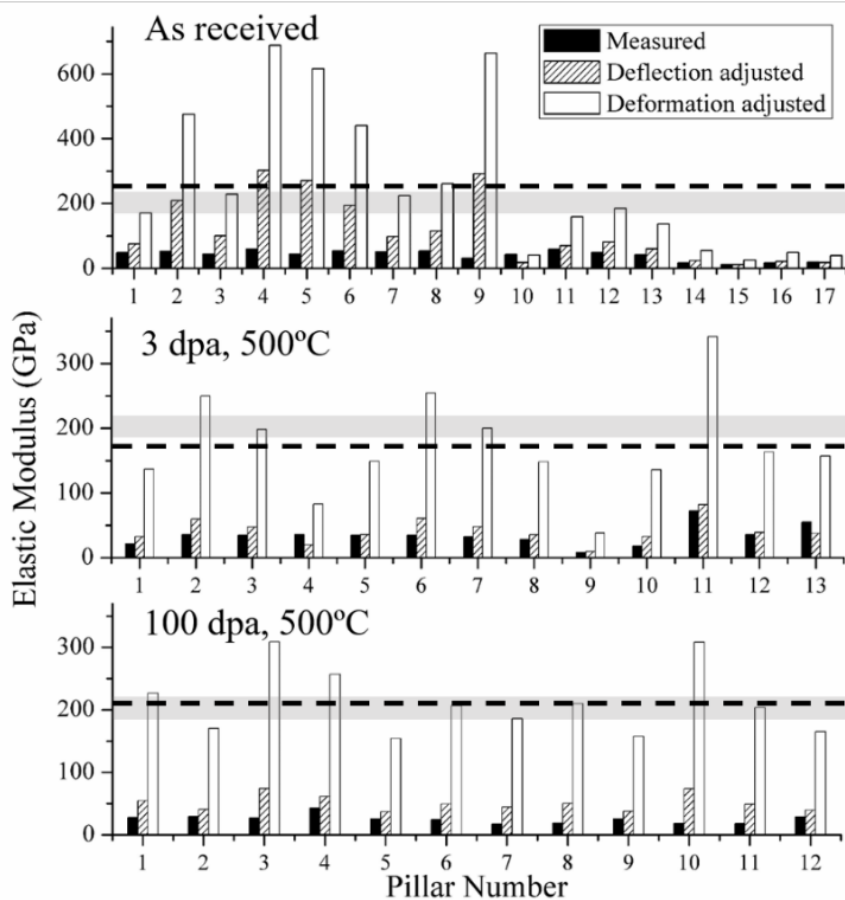 As received
Measured
Deflection adjusted
Deformation adjusted
600
400
200
0
1 2 3 4 5 6 7 8 9 10 11 12 13 14 15 16 17
3 dpa, 500ºC
300
200
100
0
1 2 3 4 5 6 7 8 9 10 11 12 13
100 dpa, 500ºC
300
200
100
0
1 2 3 4 5 6 7 8 9 10 11 12
Elastic Modulus (GPa)
Pillar Number